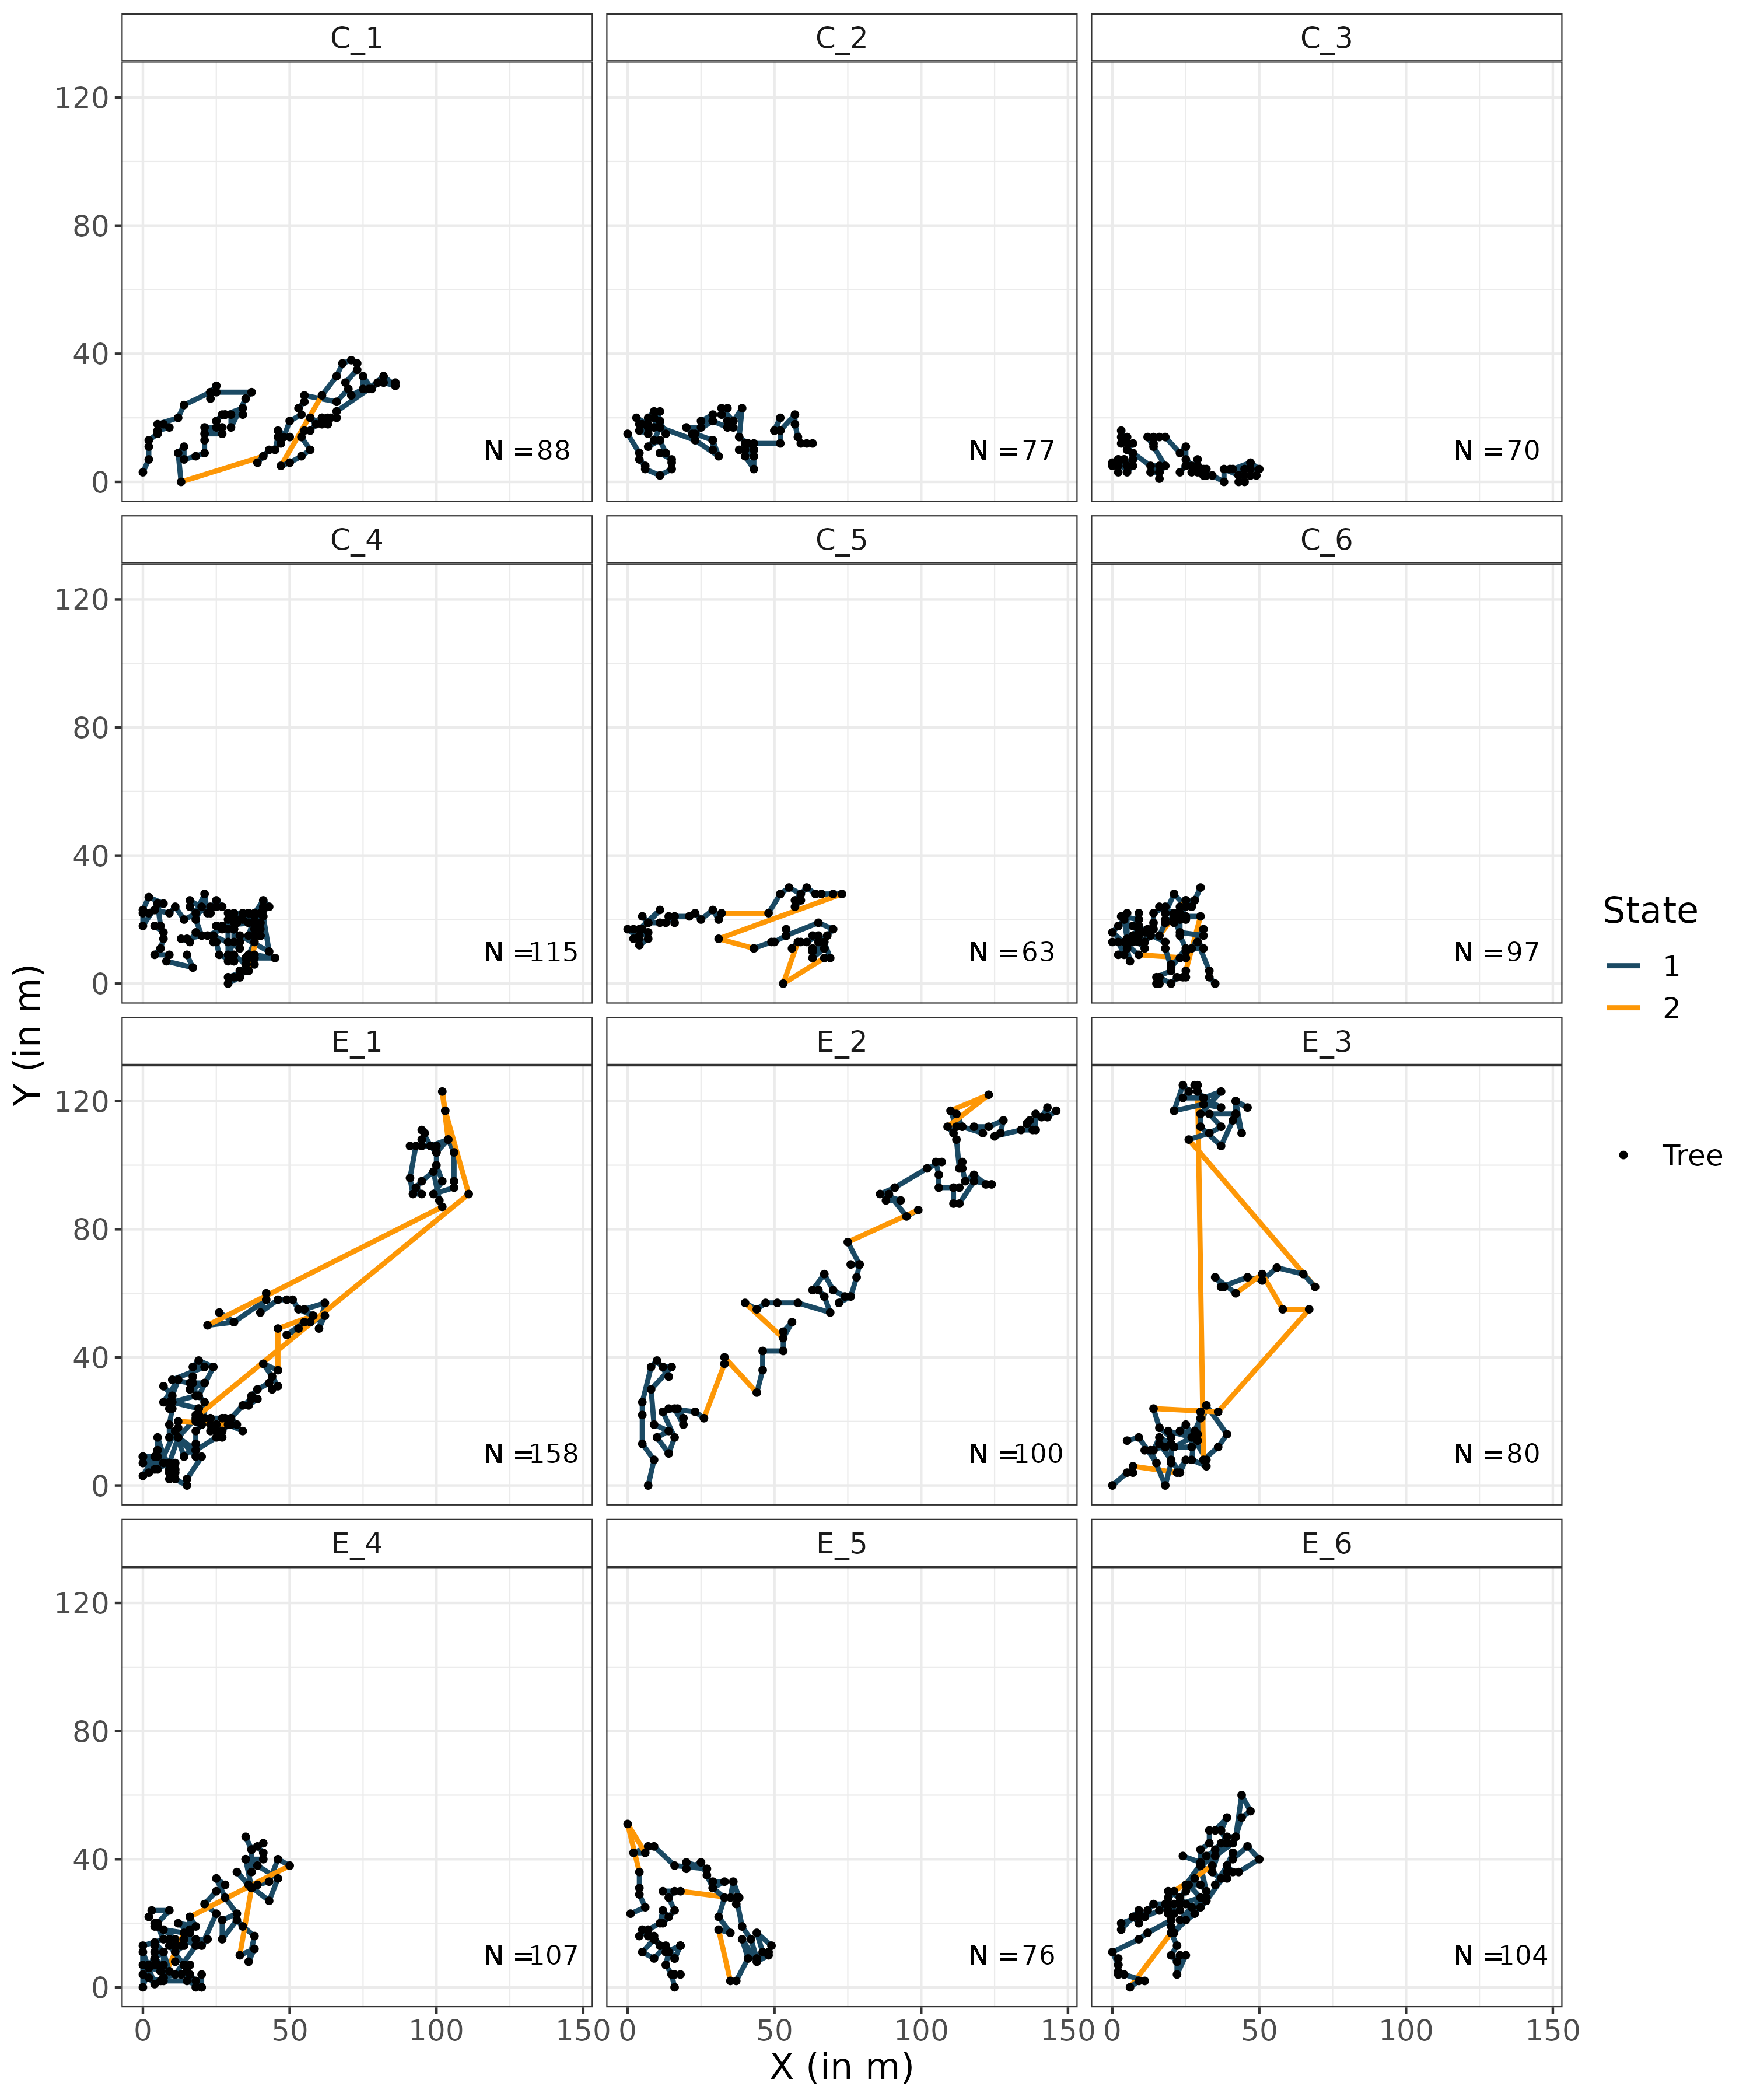 C_1 C_2 C_3
120
80
40
0
N = 88 N = 77 N = 70
C_4 C_5 C_6
120
80
40
0
N = 115 N = 63 N = 97
E_1 E_2 E_3
120
80
40
0
N = 158 N = 100 N = 80
E_4 E_5 E_6
120
80
40
0
N = 107 N = 76 N = 104
0 50 100 150 0 50 100 150 0 50 100 150
X (in m)
Y (in m)
State
1
2
Tree